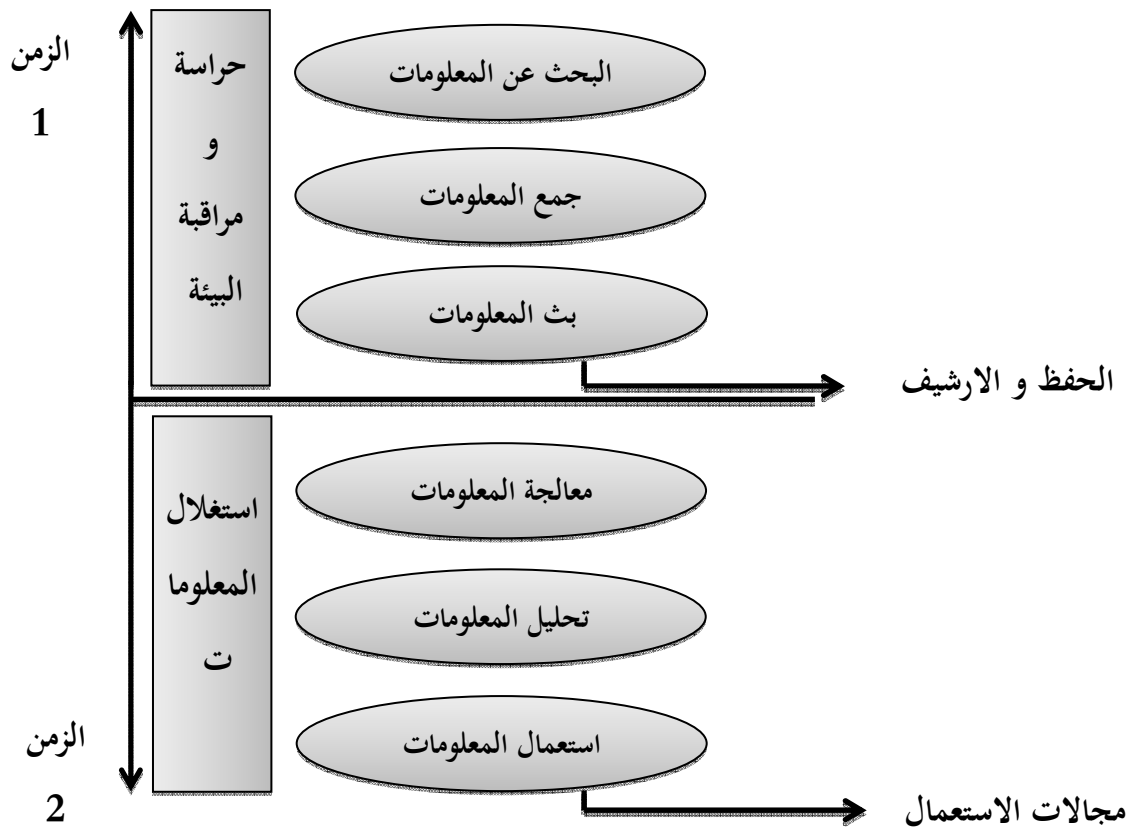 الزمن
1
حراسة
و
مراقبة
البيئة
البحث عن المعلومات
جمع المعلومات
بث المعلومات
الحفظ و الارشيف
استغلال
المعلوما
ت
معالجة المعلومات
تحليل المعلومات
استعمال المعلومات
الزمن
2
مجالات الاستعمال